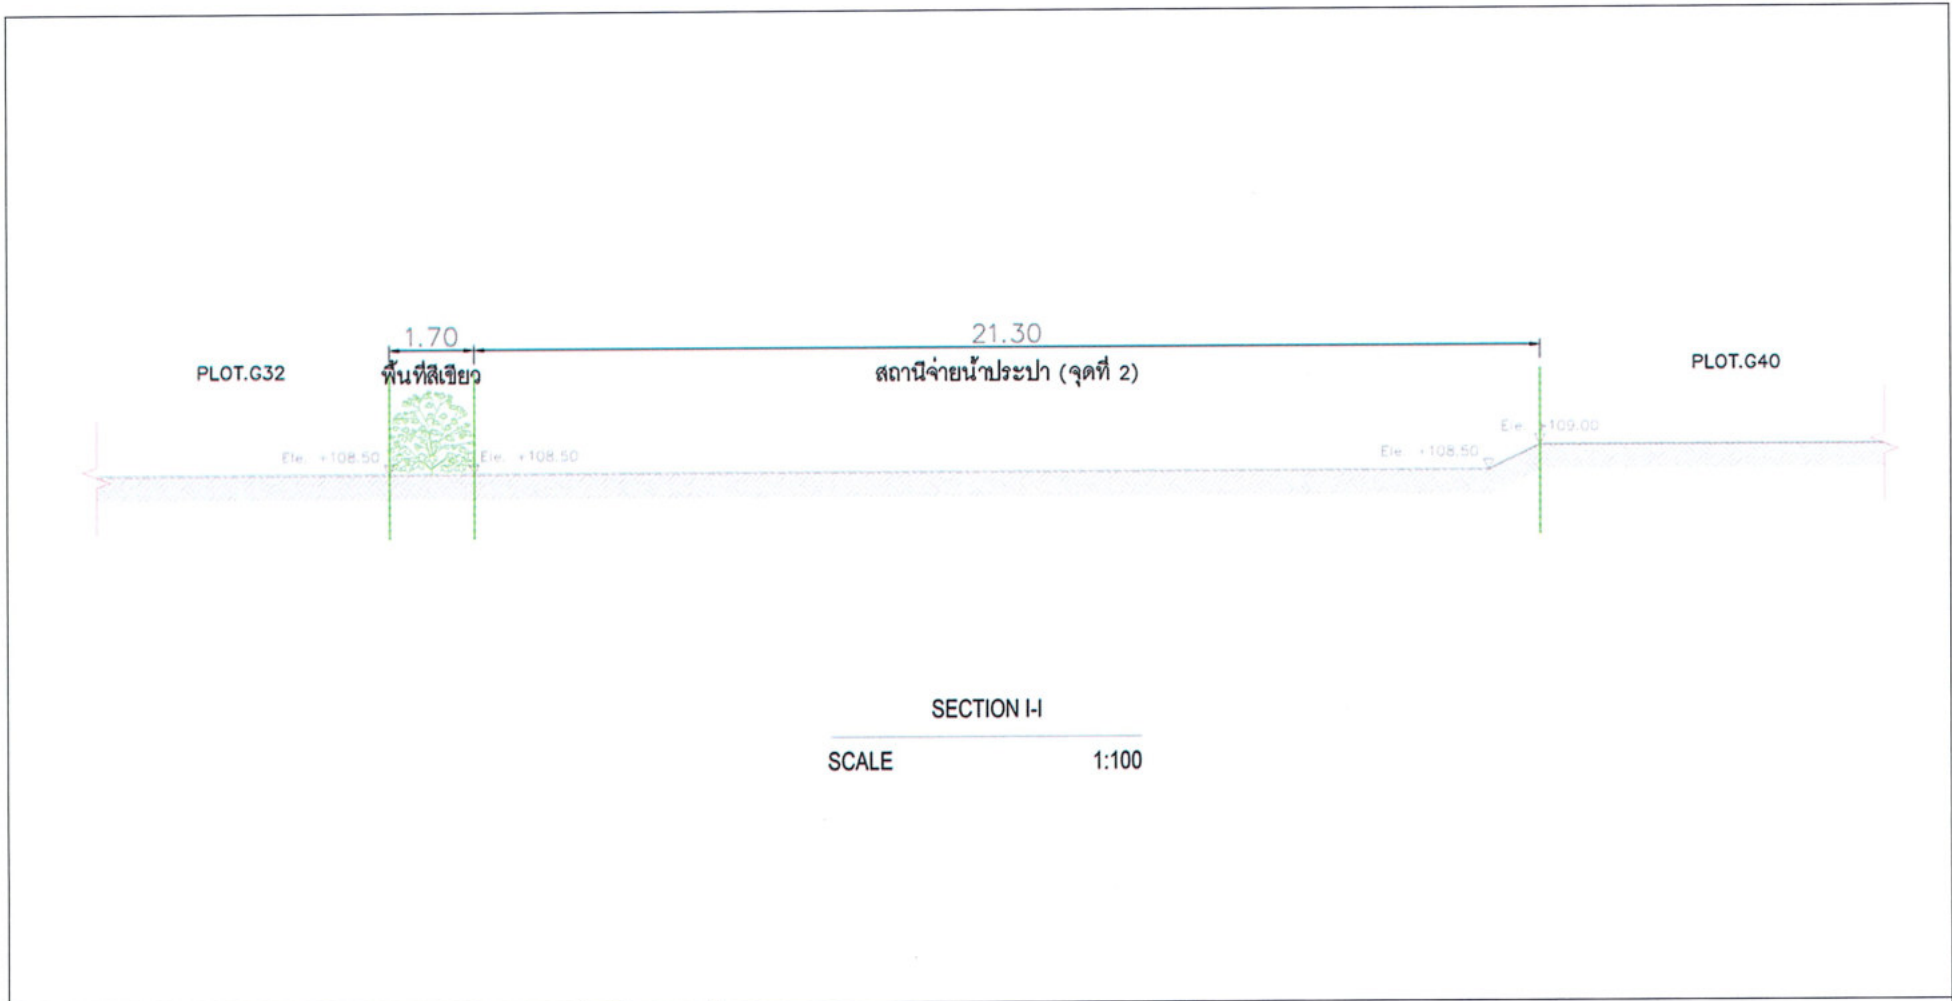 1.70
21.30
PLOT.G32
พื้นที่สีเขียว
สถานีจ่ายน้ำประปา (จุดที่ 2)
PLOT.G40
Ele. +109.00
Ele. +108.50
Ele. +108.50
Ele. +108.50
SECTION I-I
SCALE 1:100